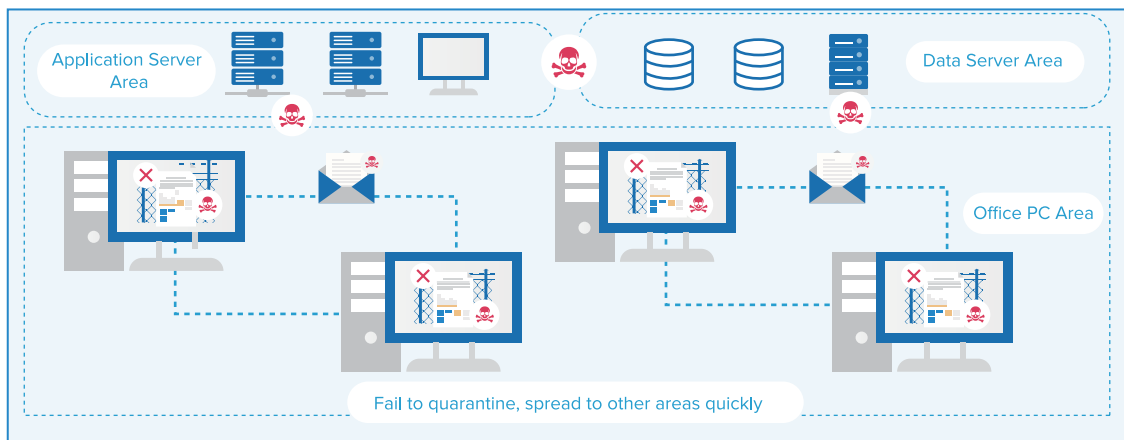 Application Server
Area
Data Server Area
Office PC Area
Fail to quarantine, spread to other areas quickly